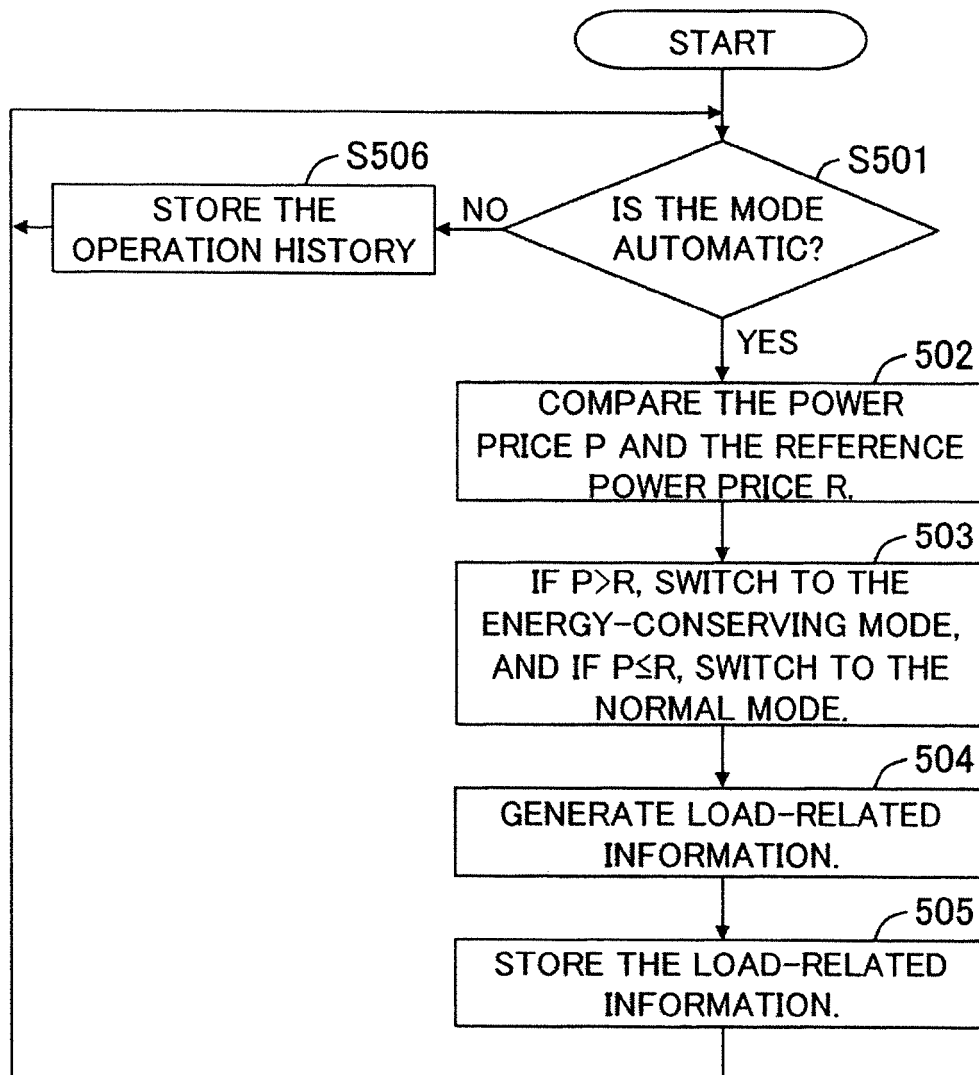 START
S506
S501
STORE THE
OPERATION HISTORY
NO
IS THE MODE
AUTOMATIC?
YES
502
COMPARE THE POWER
PRICE P AND THE REFERENCE
POWER PRICE R.
503
IF P>R, SWITCH TO THE
ENERGY-CONSERVING MODE,
AND IF P≤R, SWITCH TO THE
NORMAL MODE.
504
GENERATE LOAD-RELATED
INFORMATION.
505
STORE THE LOAD-RELATED
INFORMATION.